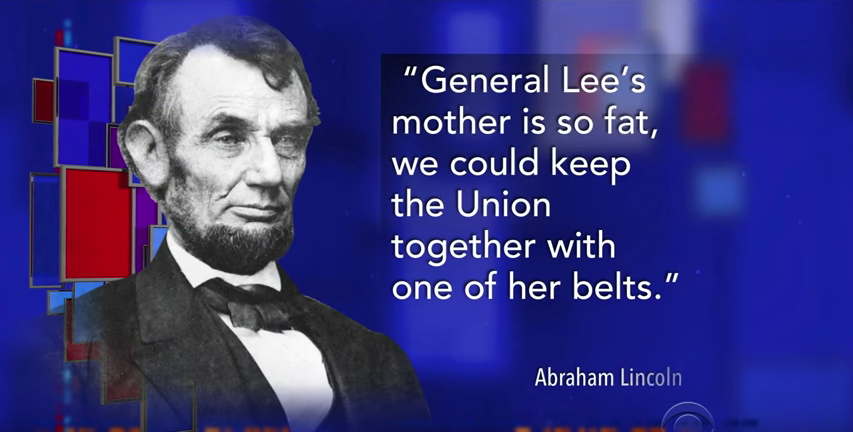 “General Lee’s
mother is so fat,
we could keep
the Union
together with
one of her belts.”
Abraham Lincoln